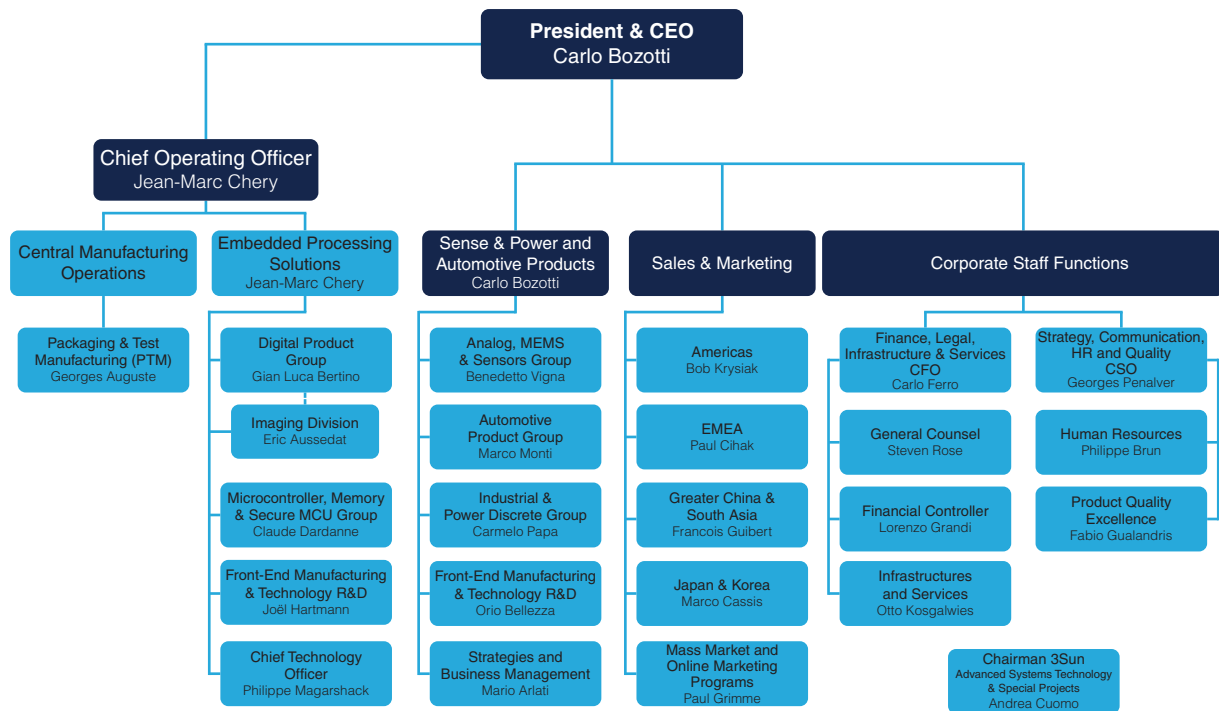 President & CEO
Carlo Bozotti
Chief Operating Officer
Jean-Marc Chery
Central Manufacturing
Operations
Embedded Processing
Solutions
Jean-Marc Chery
Sense & Power and
Automotive Products
Carlo Bozotti
Sales & Marketing
Corporate Staff Functions
Packaging & Test
Manufacturing (PTM)
Georges Auguste
Digital Product
Group
Gian Luca Bertino
Imaging Division
Eric Aussedat
Microcontroller, Memory
& Secure MCU Group
Claude Dardanne
Front-End Manufacturing
& Technology R&D
Joël Hartmann
Chief Technology
Officer
Philippe Magarshack
Analog, MEMS
& Sensors Group
Benedetto Vigna
Automotive
Product Group
Marco Monti
Industrial &
Power Discrete Group
Carmelo Papa
Front-End Manufacturing
& Technology R&D
Orio Bellezza
Strategies and
Business Management
Mario Arlati
Americas
Bob Krysiak
EMEA
Paul Cihak
Greater China &
South Asia
Francois Guibert
Japan & Korea
Marco Cassis
Mass Market and
Online Marketing
Programs
Paul Grimme
Finance, Legal,
Infrastructure & Services
CFO
Carlo Ferro
General Counsel
Steven Rose
Financial Controller
Lorenzo Grandi
Infrastructures
and Services
Otto Kosgalwies
Strategy, Communication,
HR and Quality
CSO
Georges Penalver
Human Resources
Philippe Brun
Product Quality
Excellence
Fabio Gualandris
Chairman 3Sun
Advanced Systems Technology
& Special Projects
Andrea Cuomo